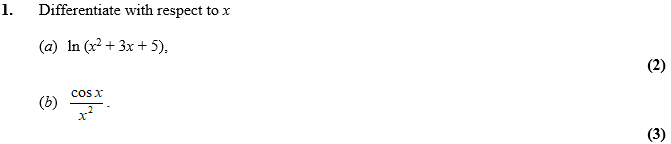 1. Differentiate with respect to x
(a) ln (x² + 3x + 5),
(2)
(b) cos x / x² .
(3)